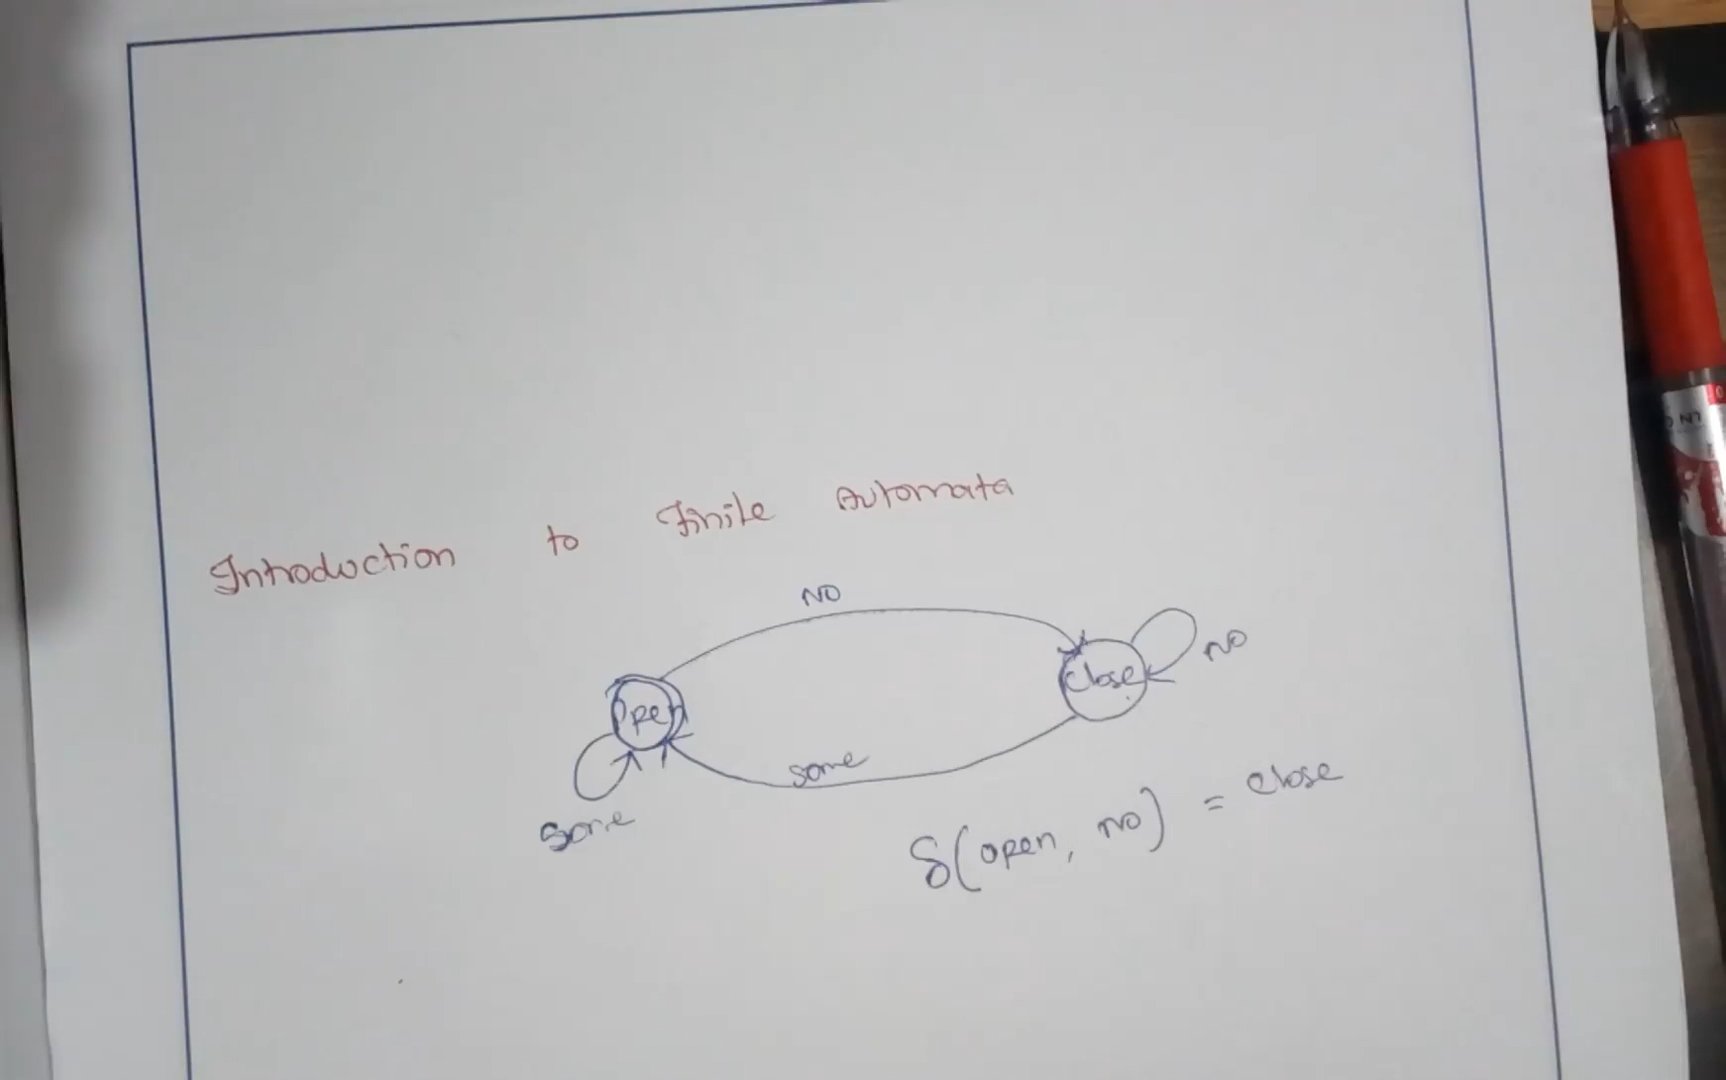 Introduction to Finite Automata
NO
Open
Close
NO
Some
Some
δ(open, no) = close